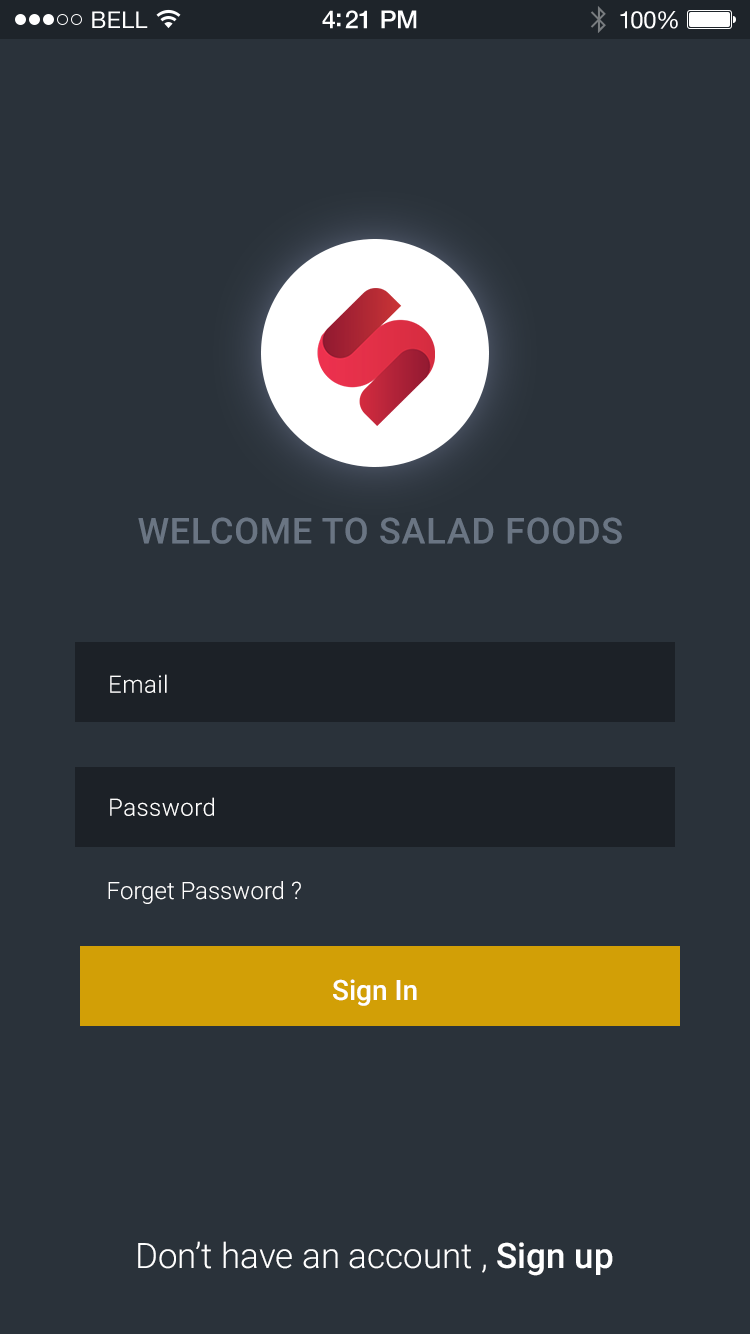 BELL 4:21 PM 100%
WELCOME TO SALAD FOODS
Email
Password
Forget Password ?
Sign In
Don’t have an account , Sign up